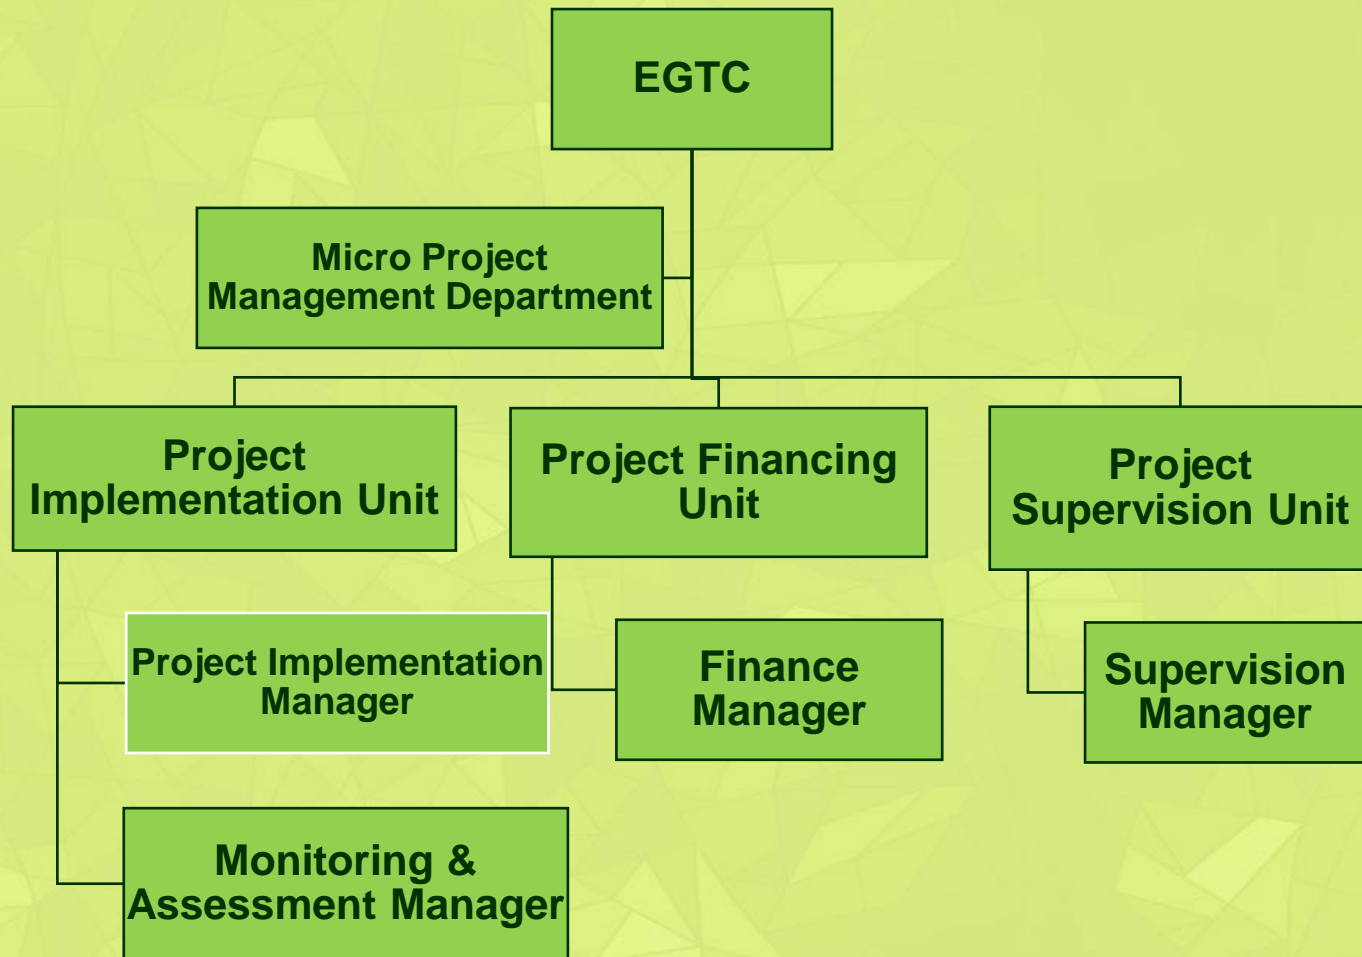 EGTC
Micro Project
Management Department
Project
Implementation Unit
Project Financing
Unit
Project
Supervision Unit
Project Implementation
Manager
Finance
Manager
Supervision
Manager
Monitoring &
Assessment Manager